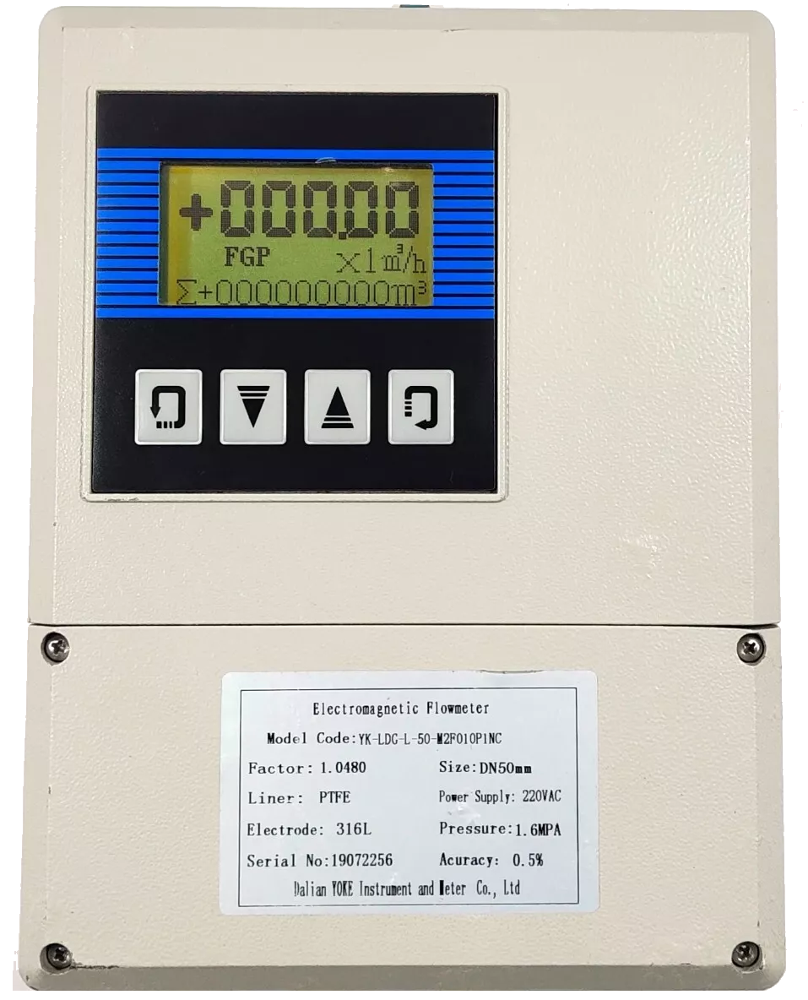 +000.00
FGP ×1 m³/h
Σ+000000000m³
Electromagnetic Flowmeter
Model Code:YK-LDG-L-50-M2F010P1NC
Factor: 1.0480 Size: DN50mm
Liner: PTFE Power Supply: 220VAC
Electrode: 316L Pressure: 1.6MPA
Serial No:19072256 Acuracy: 0.5%
Dalian YOKE Instrument and Meter Co., Ltd